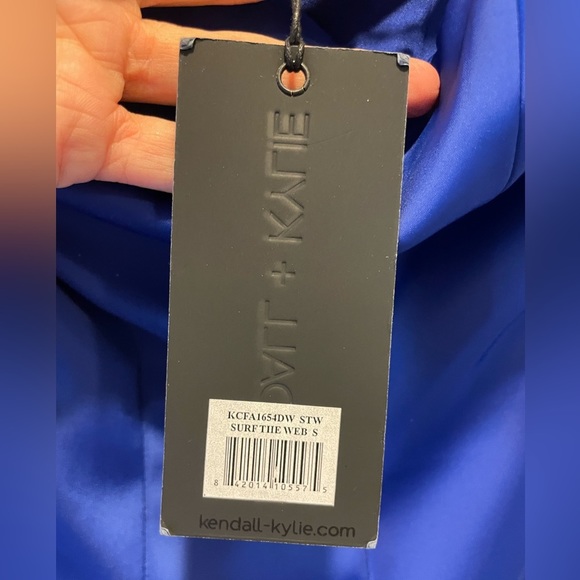 + KYLIE
KCFA1654DW STW
SURF THE WEB S
8 42014 10557 5
kendall-kylie.com